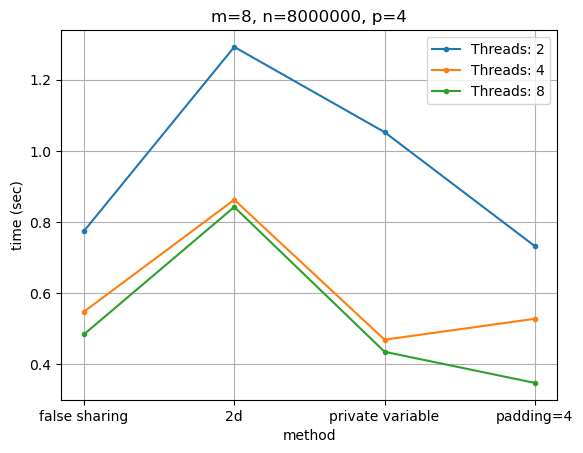 m=8, n=8000000, p=4
Threads: 2
Threads: 4
Threads: 8
1.2
1.0
0.8
0.6
0.4
time (sec)
false sharing 2d private variable padding=4
method